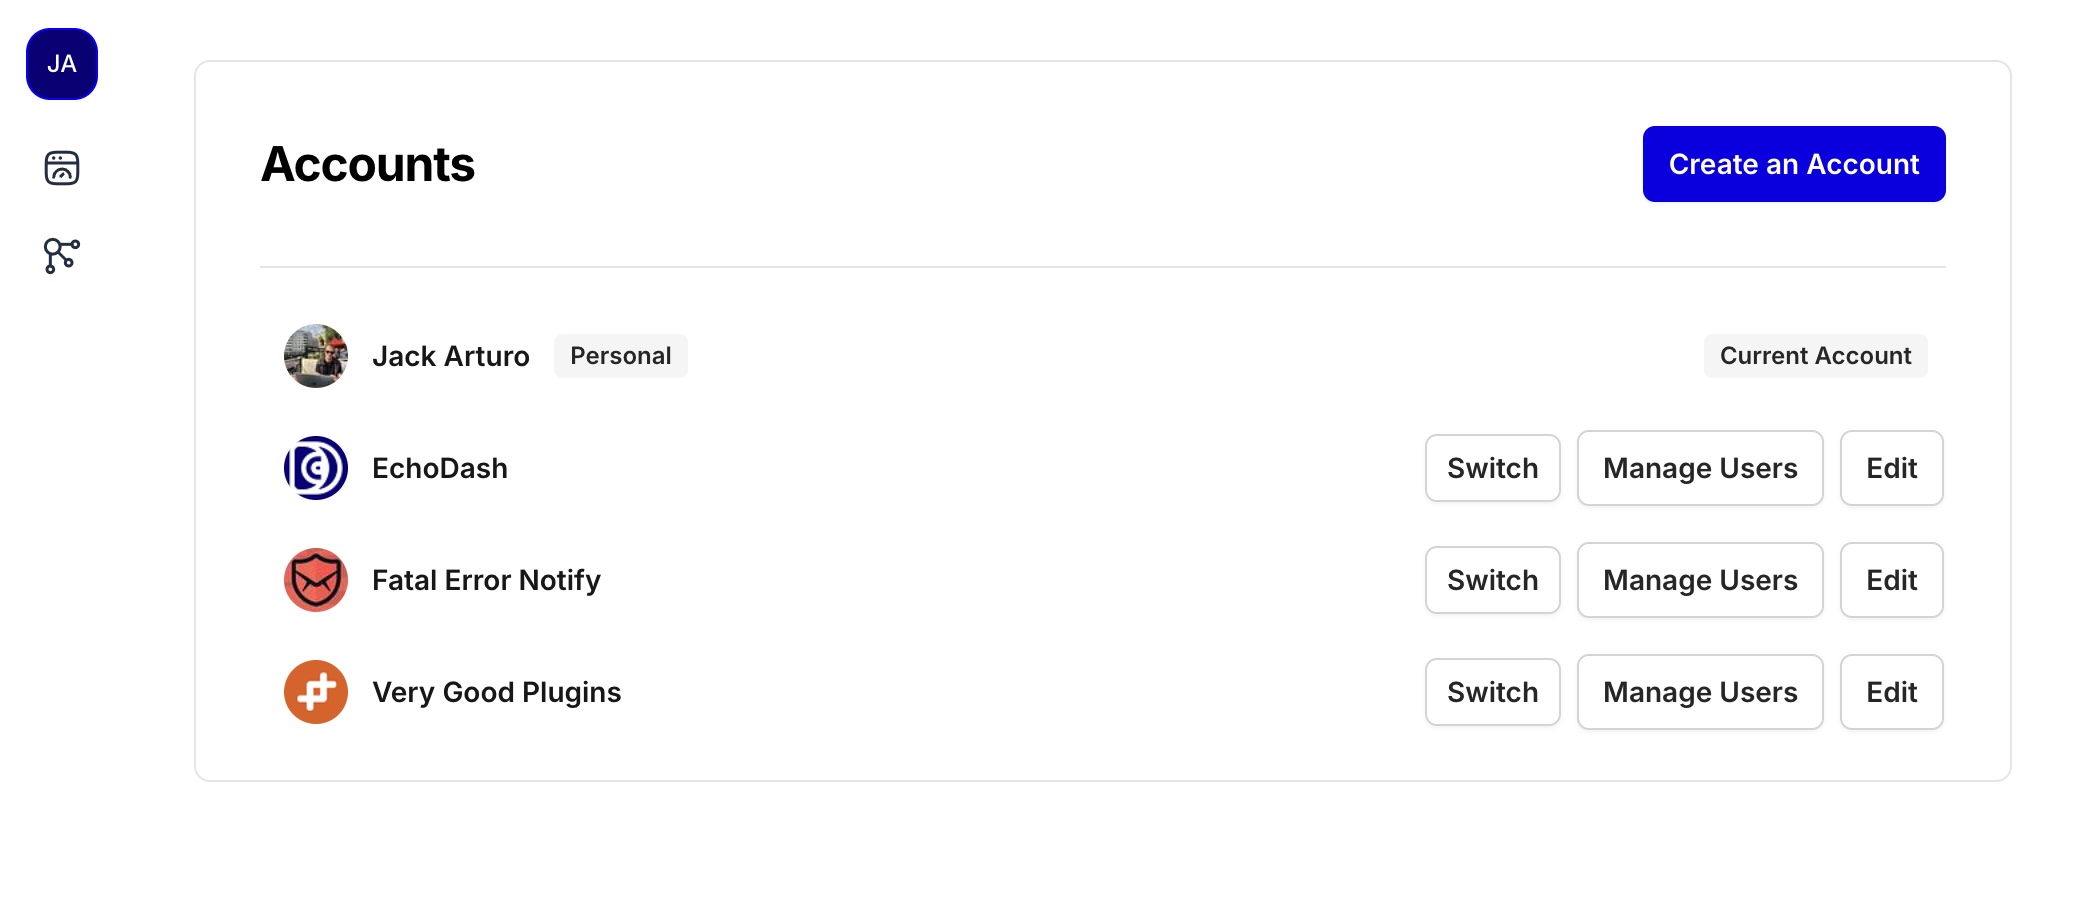 JA
Accounts
Create an Account
Jack Arturo Personal Current Account
EchoDash Switch Manage Users Edit
Fatal Error Notify Switch Manage Users Edit
Very Good Plugins Switch Manage Users Edit